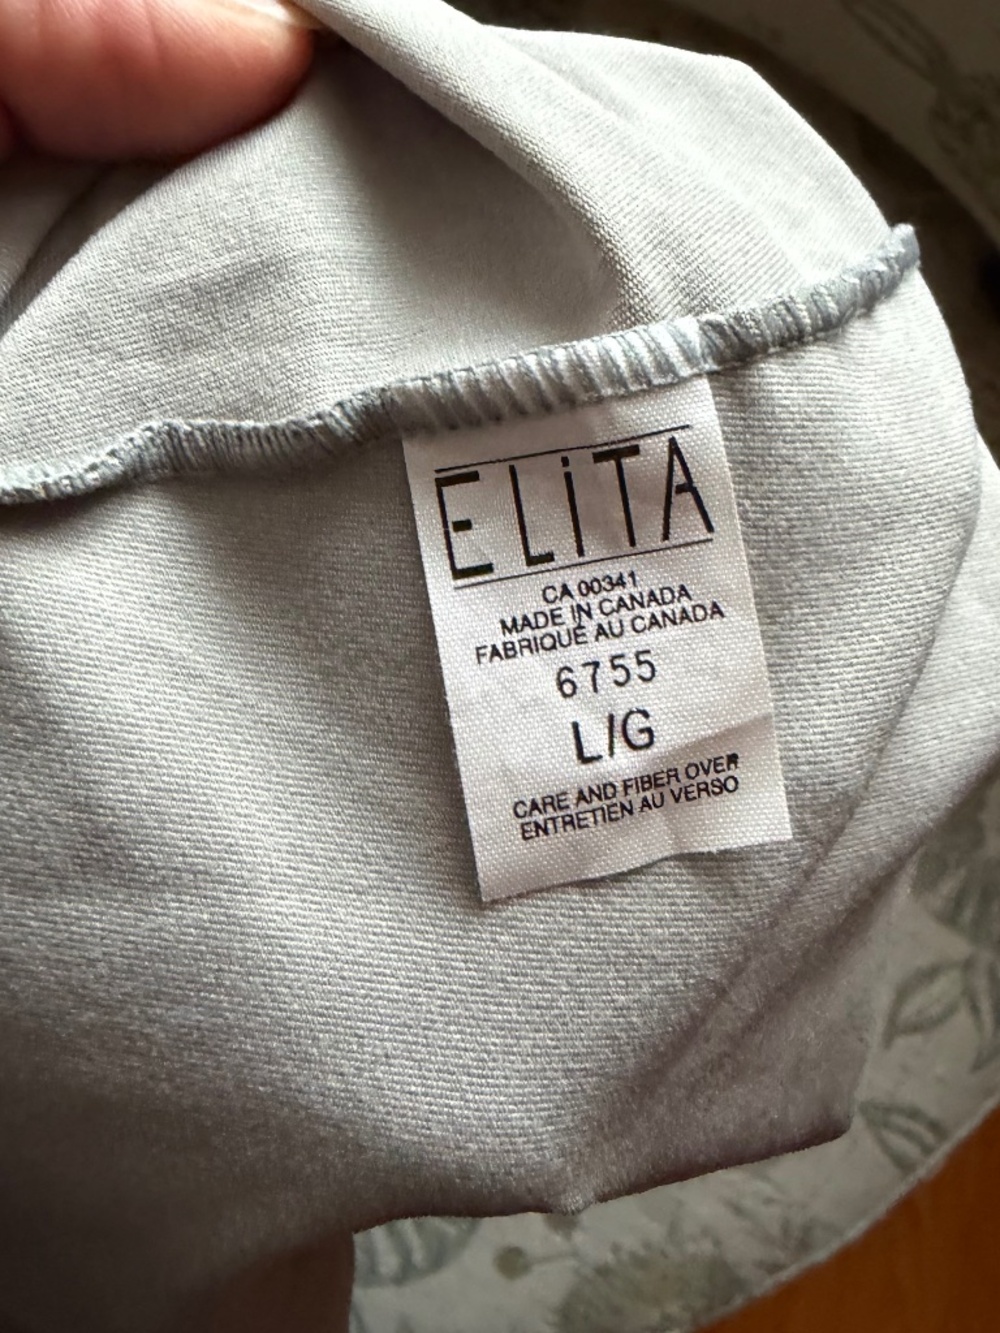 ELiTA
CA 00341
MADE IN CANADA
FABRIQUÉ AU CANADA
6755
L/G
CARE AND FIBER OVER
ENTRETIEN AU VERSO